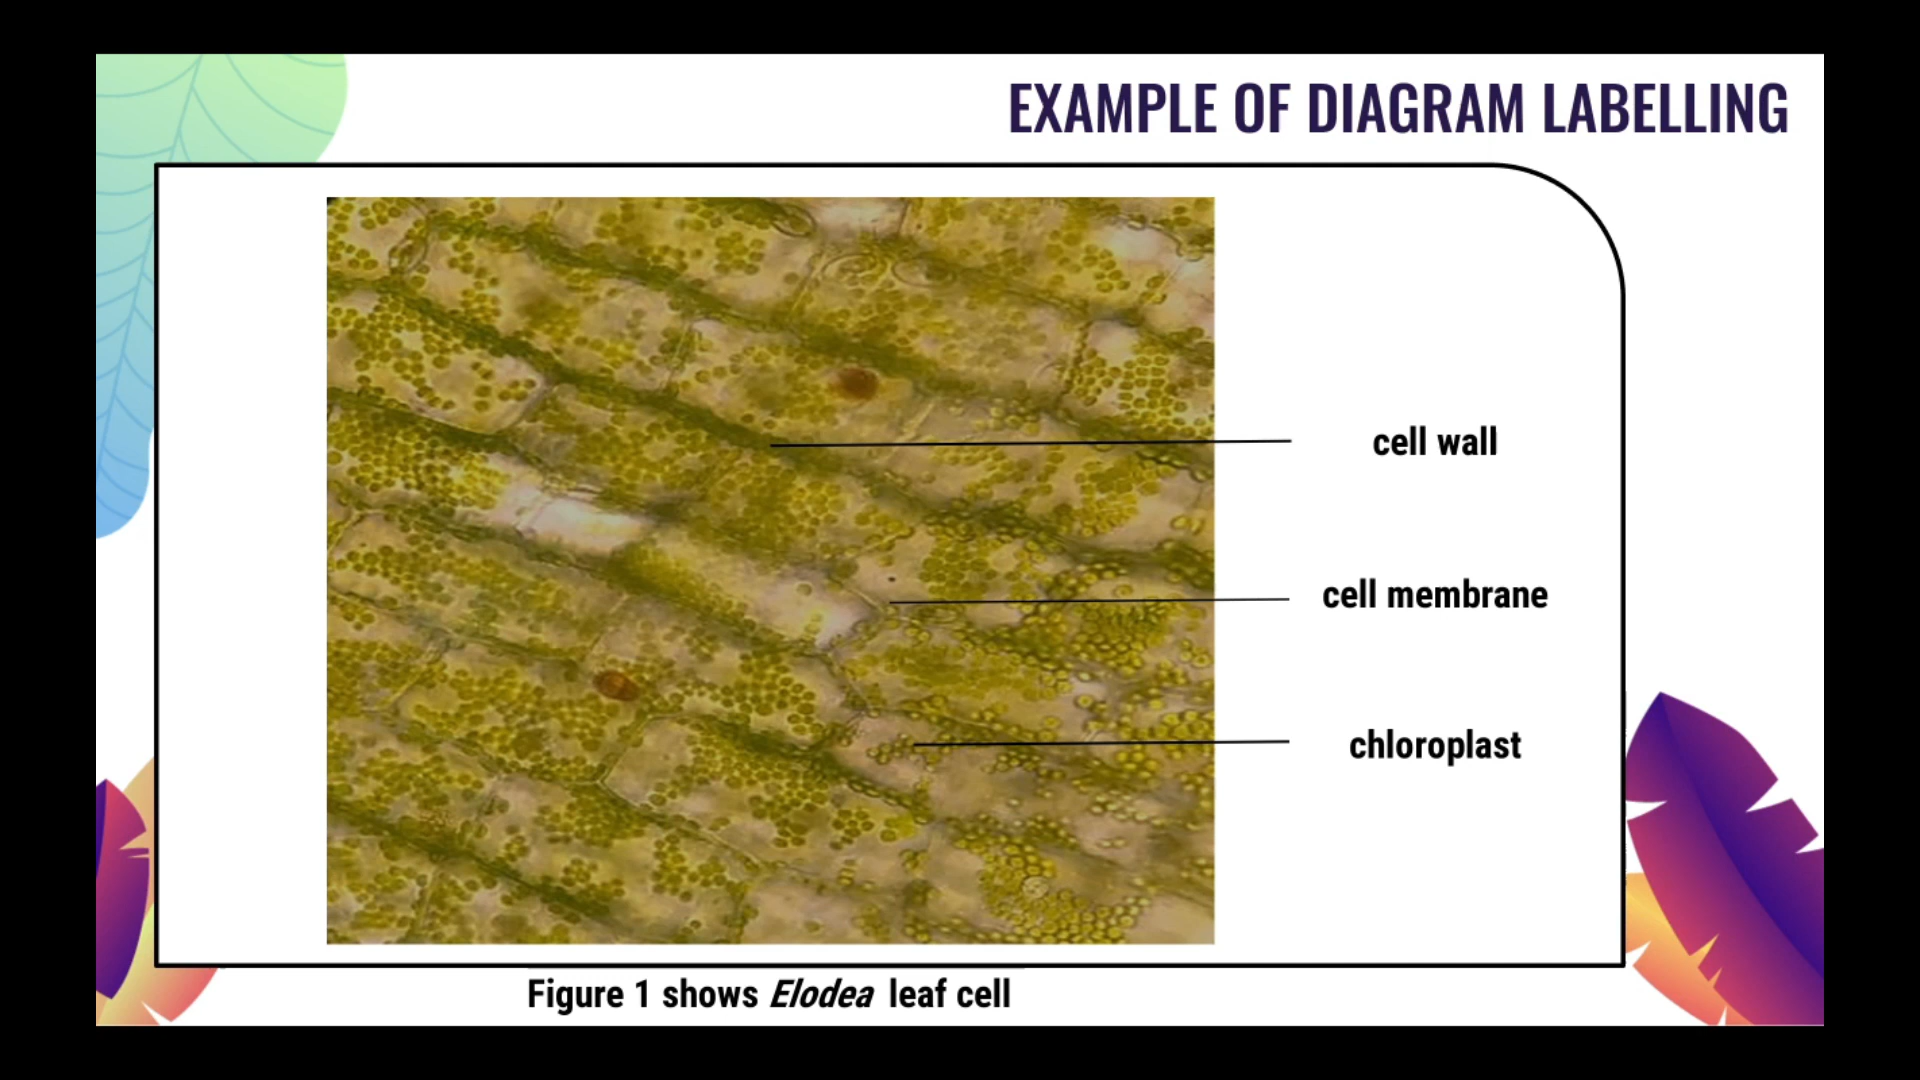 EXAMPLE OF DIAGRAM LABELLING
cell wall
cell membrane
chloroplast
Figure 1 shows Elodea leaf cell